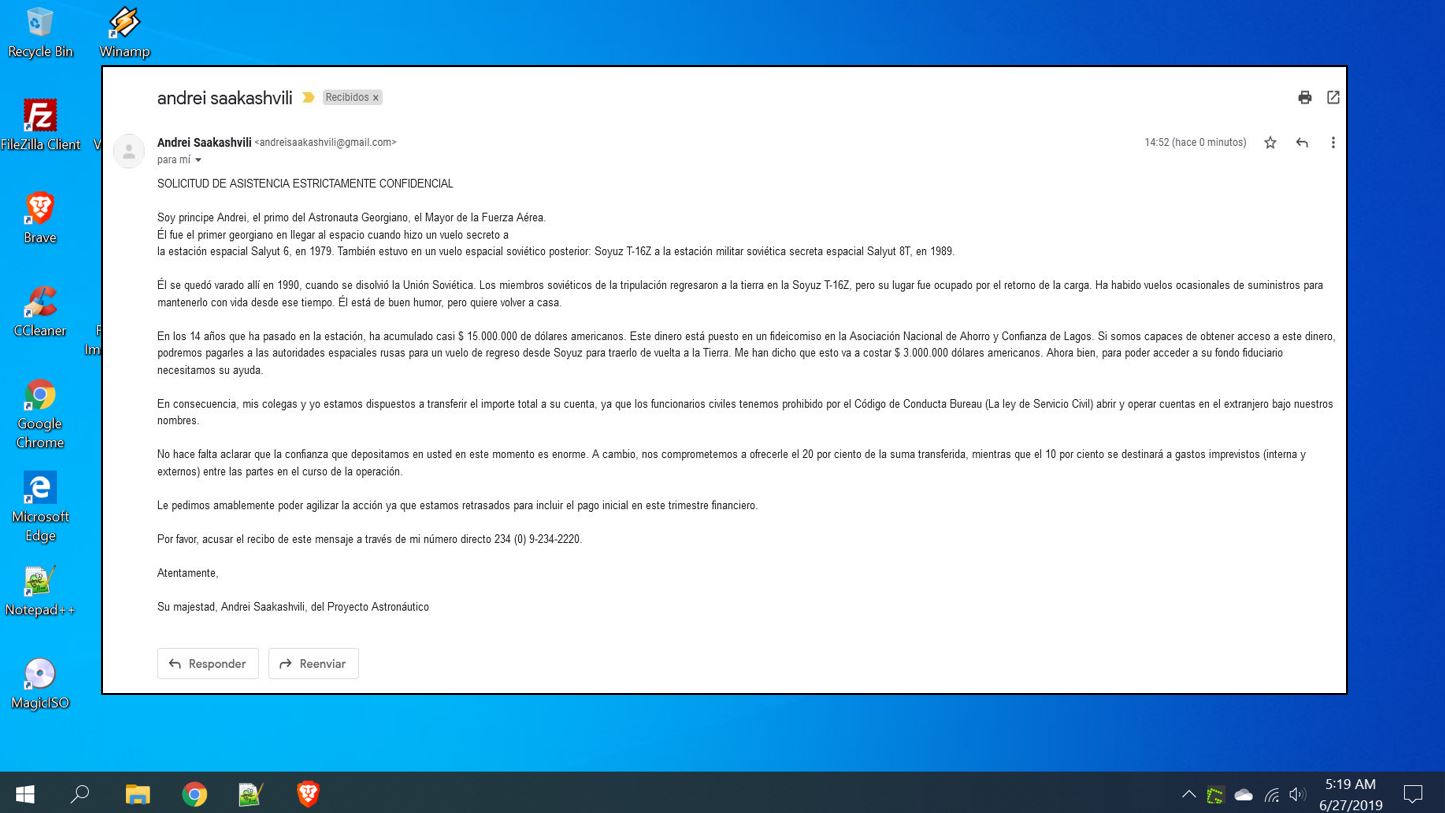 Recycle Bin
Winamp
andrei saakashvili
Recibidos x
Andrei Saakashvili <andreisaakashvili@gmail.com>
14:52 (hace 0 minutos)
para mí
SOLICITUD DE ASISTENCIA ESTRICTAMENTE CONFIDENCIAL
Soy principe Andrei, el primo del Astronauta Georgiano, el Mayor de la Fuerza Aérea.
Él fue el primer georgiano en llegar al espacio cuando hizo un vuelo secreto a
la estación espacial Salyut 6, en 1979. También estuvo en un vuelo espacial soviético posterior: Soyuz T-16Z a la estación militar soviética secreta espacial Salyut 8T, en 1989.
Él se quedó varado allí en 1990, cuando se disolvió la Unión Soviética. Los miembros soviéticos de la tripulación regresaron a la tierra en la Soyuz T-16Z, pero su lugar fue ocupado por el retorno de la carga. Ha habido vuelos ocasionales de suministros para
mantenerlo con vida desde ese tiempo. Él está de buen humor, pero quiere volver a casa.
En los 14 años que ha pasado en la estación, ha acumulado casi $ 15.000.000 de dólares americanos. Este dinero está puesto en un fideicomiso en la Asociación Nacional de Ahorro y Confianza de Lagos. Si somos capaces de obtener acceso a este dinero,
podremos pagarles a las autoridades espaciales rusas para un vuelo de regreso desde Soyuz para traerlo de vuelta a la Tierra. Me han dicho que esto va a costar $ 3.000.000 dólares americanos. Ahora bien, para poder acceder a su fondo fiduciario
necesitamos su ayuda.
En consecuencia, mis colegas y yo estamos dispuestos a transferir el importe total a su cuenta, ya que los funcionarios civiles tenemos prohibido por el Código de Conducta Bureau (La ley de Servicio Civil) abrir y operar cuentas en el extranjero bajo nuestros
nombres.
No hace falta aclarar que la confianza que depositamos en usted en este momento es enorme. A cambio, nos comprometemos a ofrecerle el 20 por ciento de la suma transferida, mientras que el 10 por ciento se destinará a gastos imprevistos (interna y
externos) entre las partes en el curso de la operación.
Le pedimos amablemente poder agilizar la acción ya que estamos retrasados para incluir el pago inicial en este trimestre financiero.
Por favor, acusar el recibo de este mensaje a través de mi número directo 234 (0) 9-234-2220.
Atentamente,
Su majestad, Andrei Saakashvili, del Proyecto Astronáutico
Responder
Reenviar
FileZilla Client
V
Brave
CCleaner
F
Im
Google
Chrome
Microsoft
Edge
Notepad++
MagicISO
5:19 AM
6/27/2019